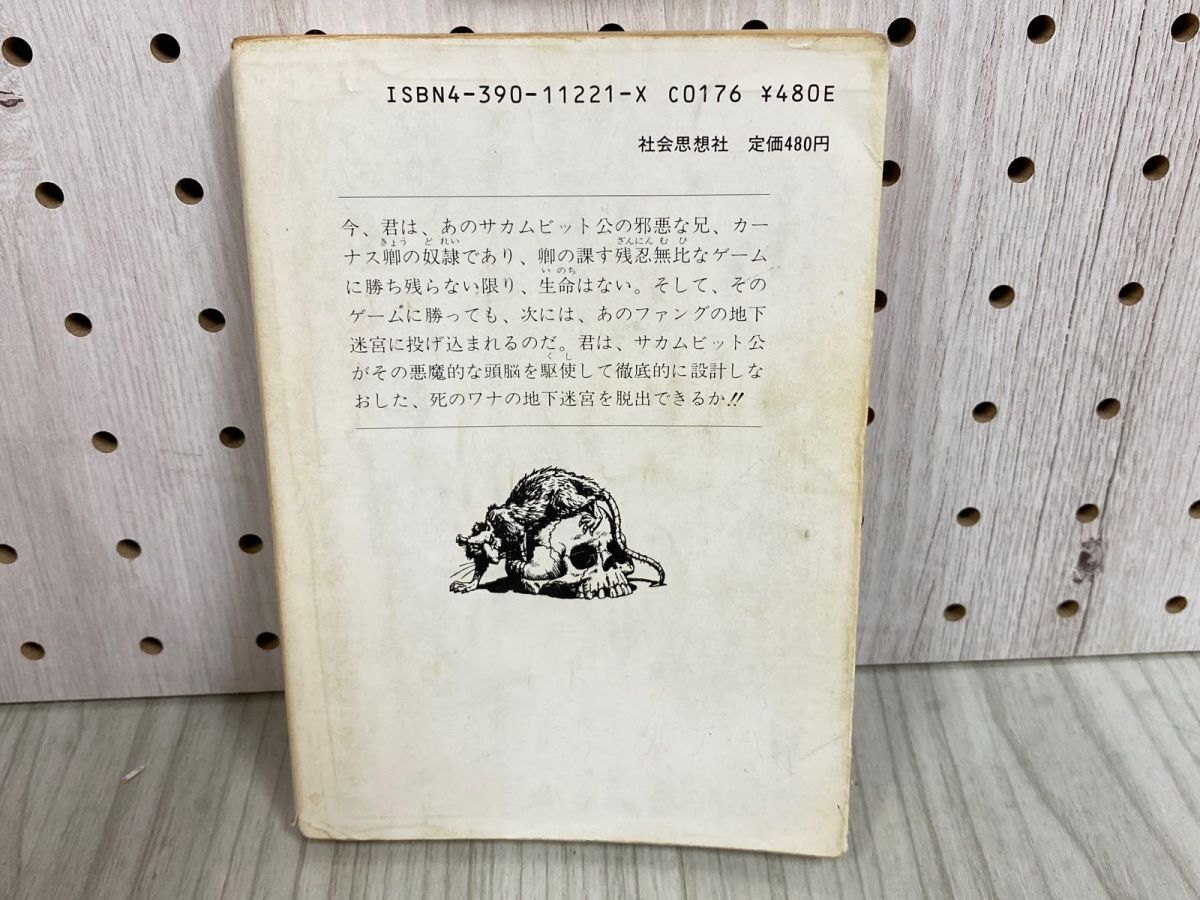 ISBN4-390-11221-X C0176 ¥480E
社会思想社 定価480円
今、君は、あのサカムビット公の邪悪な兄、カー
きょう どれい ざんにん む ひ
ナス卿の奴隷であり、卿の課す残忍無比なゲーム
いのち
に勝ち残らない限り、生命はない。そして、その
ゲームに勝っても、次には、あのファングの地下
迷宮に投げ込まれるのだ。君は、サカムビット公
くし
がその悪魔的な頭脳を駆使して徹底的に設計しな
おした、死のワナの地下迷宮を脱出できるか!!